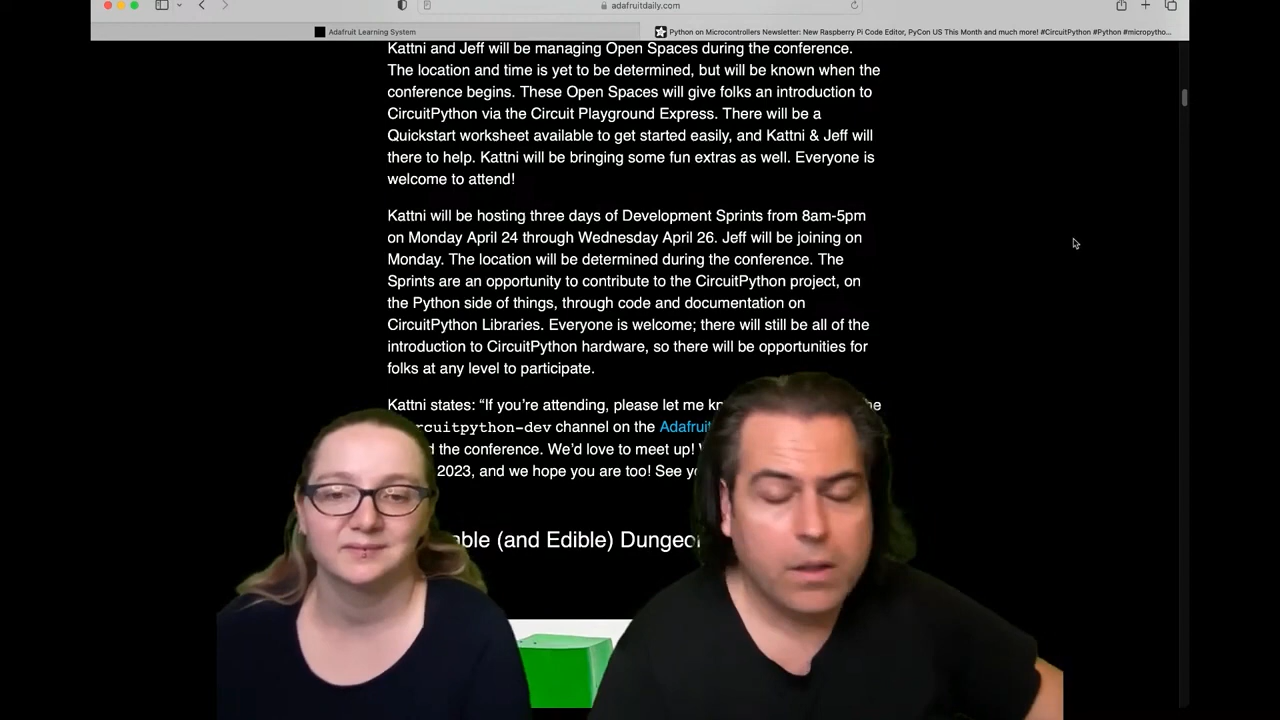 adafruitdaily.com
Adafruit Learning System
Python on Microcontrollers Newsletter: New Raspberry Pi Code Editor, PyCon US This Month and much more! #CircuitPython #Python #micropytho...
Kattni and Jeff will be managing Open Spaces during the conference.
The location and time is yet to be determined, but will be known when the
conference begins. These Open Spaces will give folks an introduction to
CircuitPython via the Circuit Playground Express. There will be a
Quickstart worksheet available to get started easily, and Kattni & Jeff will
there to help. Kattni will be bringing some fun extras as well. Everyone is
welcome to attend!
Kattni will be hosting three days of Development Sprints from 8am-5pm
on Monday April 24 through Wednesday April 26. Jeff will be joining on
Monday. The location will be determined during the conference. The
Sprints are an opportunity to contribute to the CircuitPython project, on
the Python side of things, through code and documentation on
CircuitPython Libraries. Everyone is welcome; there will still be all of the
introduction to CircuitPython hardware, so there will be opportunities for
folks at any level to participate.
Kattni states: “If you’re attending, please let me
rcuitpython-dev channel on the Adafruit
the conference. We’d love to meet up!
2023, and we hope you are too! See
(and Edible)